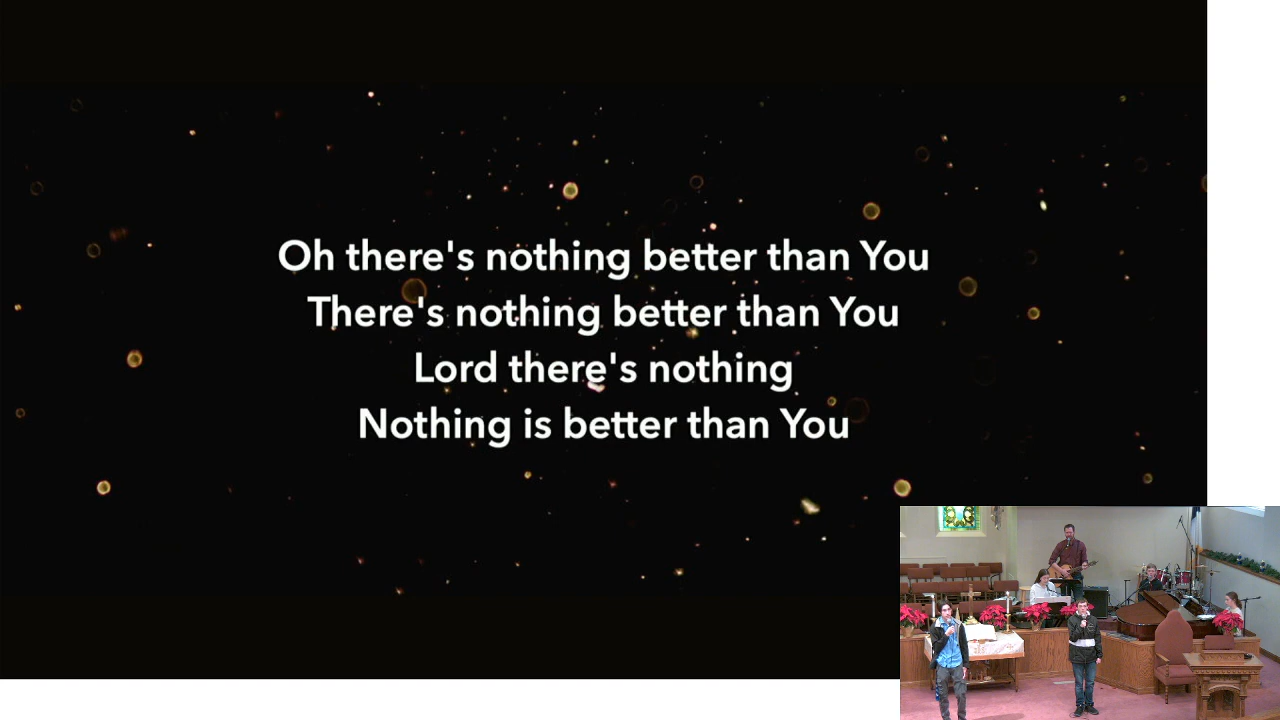 Oh there's nothing better than You
There's nothing better than You
Lord there's nothing
Nothing is better than You